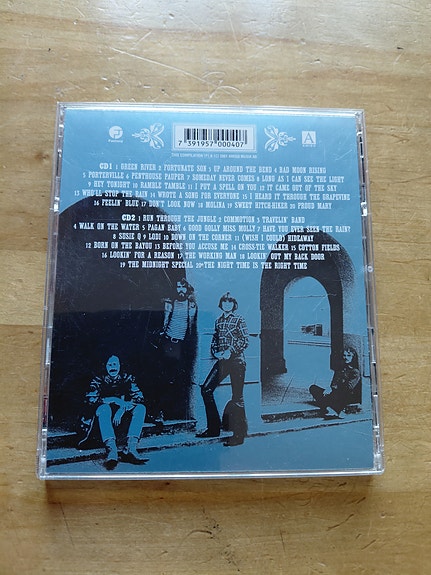 Fantasy
7 391957 000407
A
THIS COMPILATION (P) & (C) 2007 ARENA MUSIK AB
CD1 1 GREEN RIVER 2 FORTUNATE SON 3 UP AROUND THE BEND 4 BAD MOON RISING
5 PORTERVILLE 6 PENTHOUSE PAUPER 7 SOMEDAY NEVER COMES 8 LONG AS I CAN SEE THE LIGHT
9 HEY TONIGHT 10 RAMBLE TAMBLE 11 I PUT A SPELL ON YOU 12 IT CAME OUT OF THE SKY
13 WHO'LL STOP THE RAIN 14 WROTE A SONG FOR EVERYONE 15 I HEARD IT THROUGH THE GRAPEVINE
16 FEELIN' BLUE 17 DON'T LOOK NOW 18 MOLINA 19 SWEET HITCH-HIKER 20 PROUD MARY
CD2 1 RUN THROUGH THE JUNGLE 2 COMMOTION 3 TRAVELIN' BAND
4 WALK ON THE WATER 5 PAGAN BABY 6 GOOD GOLLY MISS MOLLY 7 HAVE YOU EVER SEEN THE RAIN?
8 SUSIE Q 9 LODI 10 DOWN ON THE CORNER 11 (WISH I COULD) HIDEAWAY
12 BORN ON THE BAYOU 13 BEFORE YOU ACCUSE ME 14 CROSS-TIE WALKER 15 COTTON FIELDS
16 LOOKIN' FOR A REASON 17 THE WORKING MAN 18 LOOKIN' OUT MY BACK DOOR
19 THE MIDNIGHT SPECIAL 20 THE NIGHT TIME IS THE RIGHT TIME